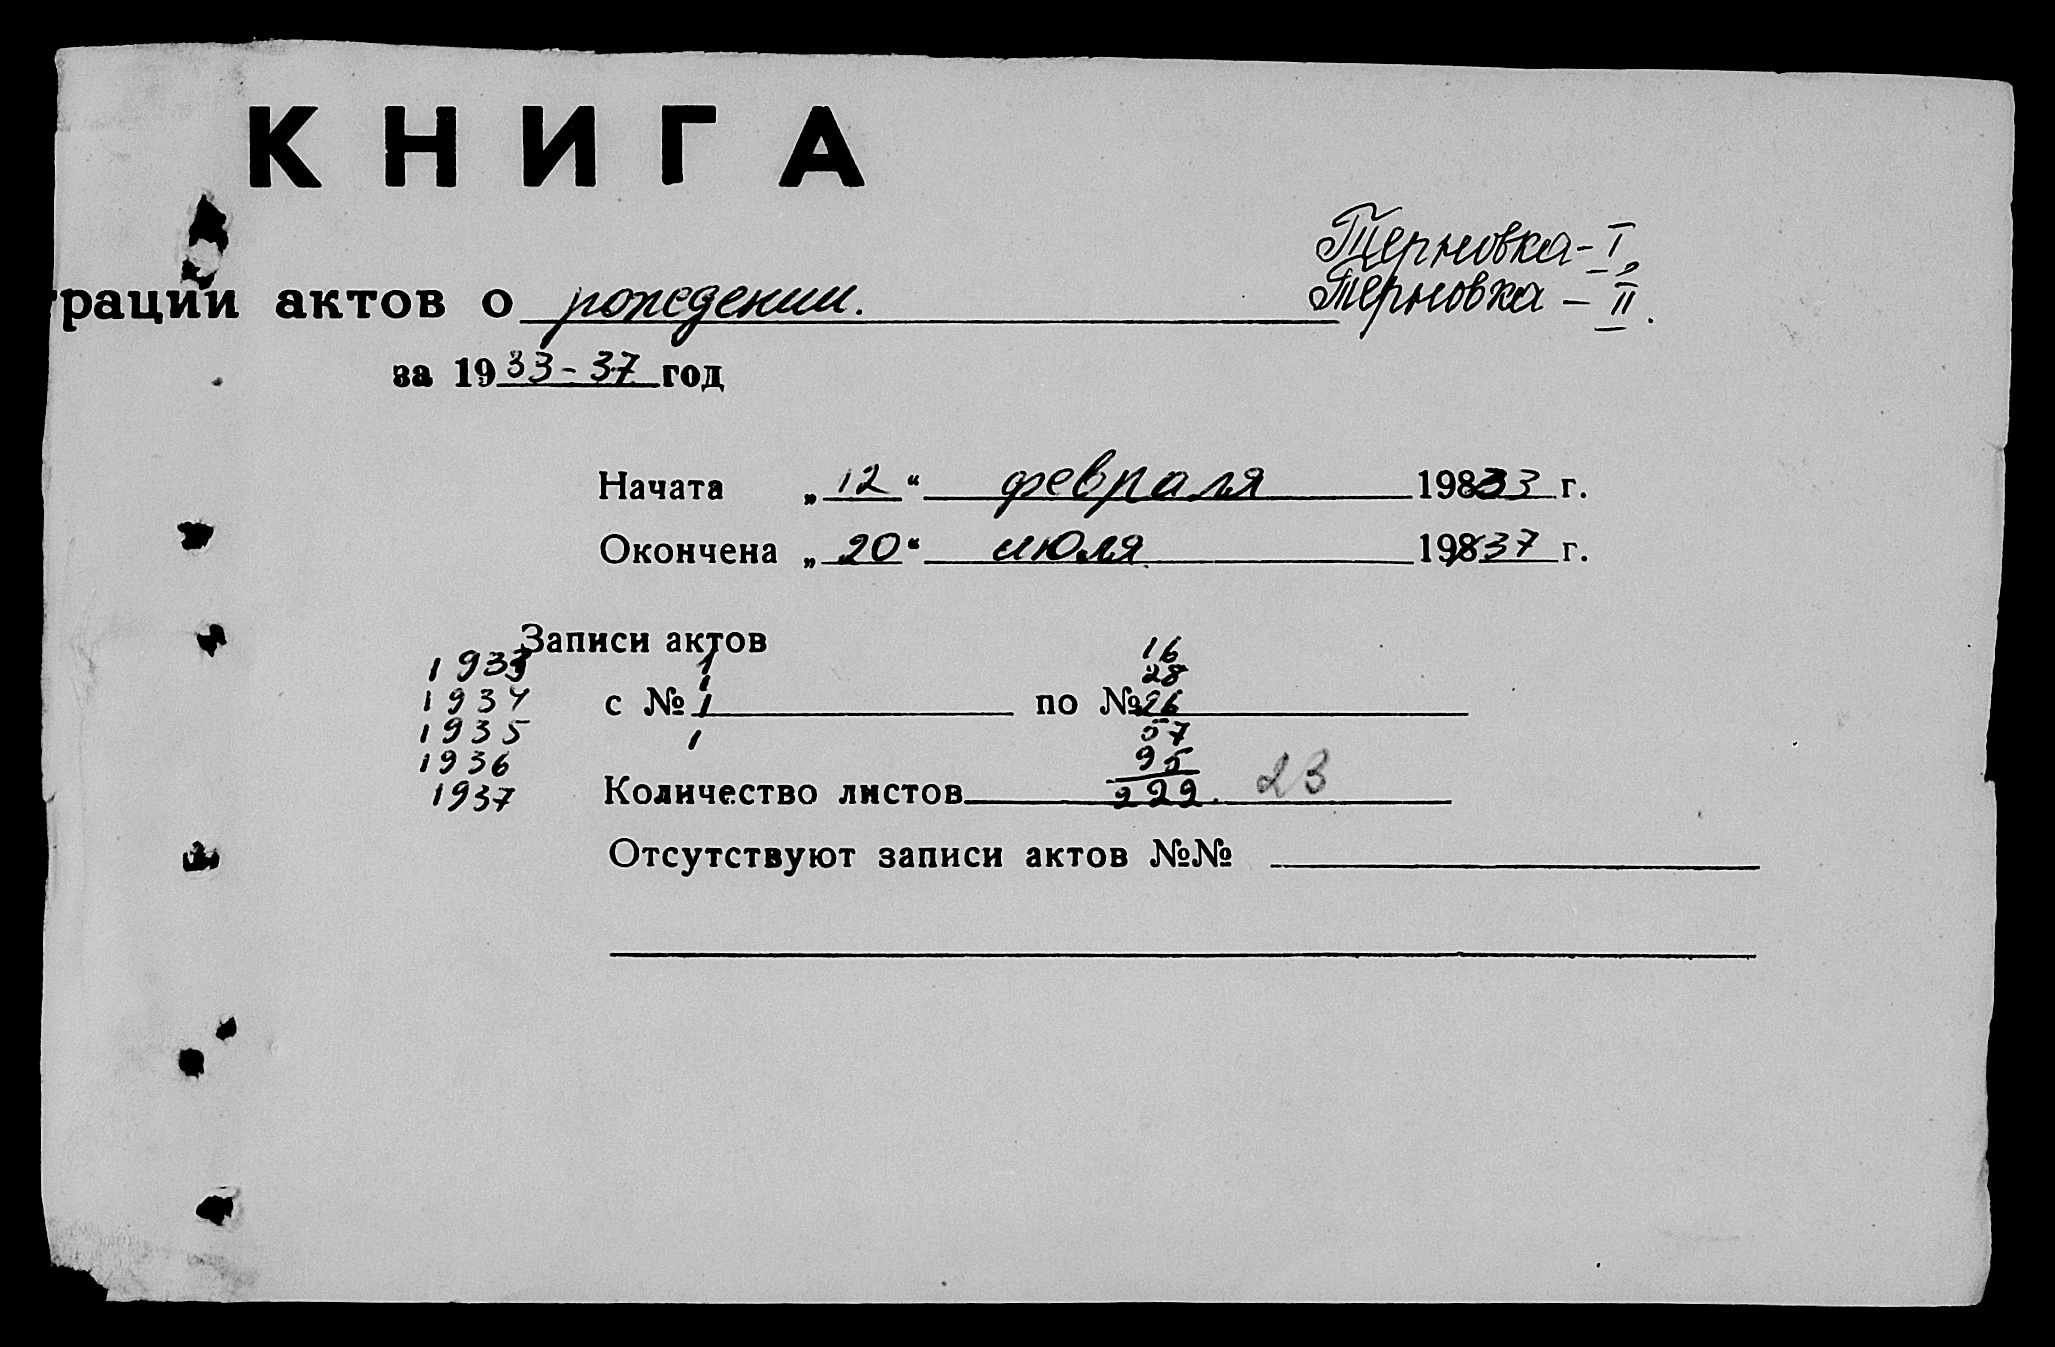 КНИГА
Терновка - I,
трации актов о рождении. Терновка - II.
за 1933-37 год
Начата „12“ февраля 19833 г.
Окончена „20“ июля 19837 г.
Записи актов
1933 1 16
1934 1 28
с № 1 по № 26
1935 1 57
1936 95
1937 Количество листов 229. 23
Отсутствуют записи актов №№